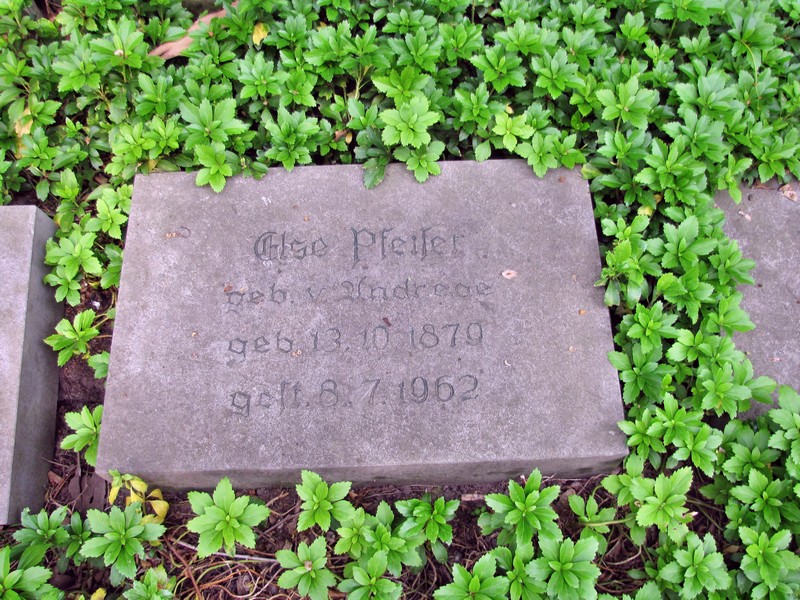 Else Pfeifer
geb. v. Andreae
geb. 13. 10. 1879
gest. 8. 7. 1962